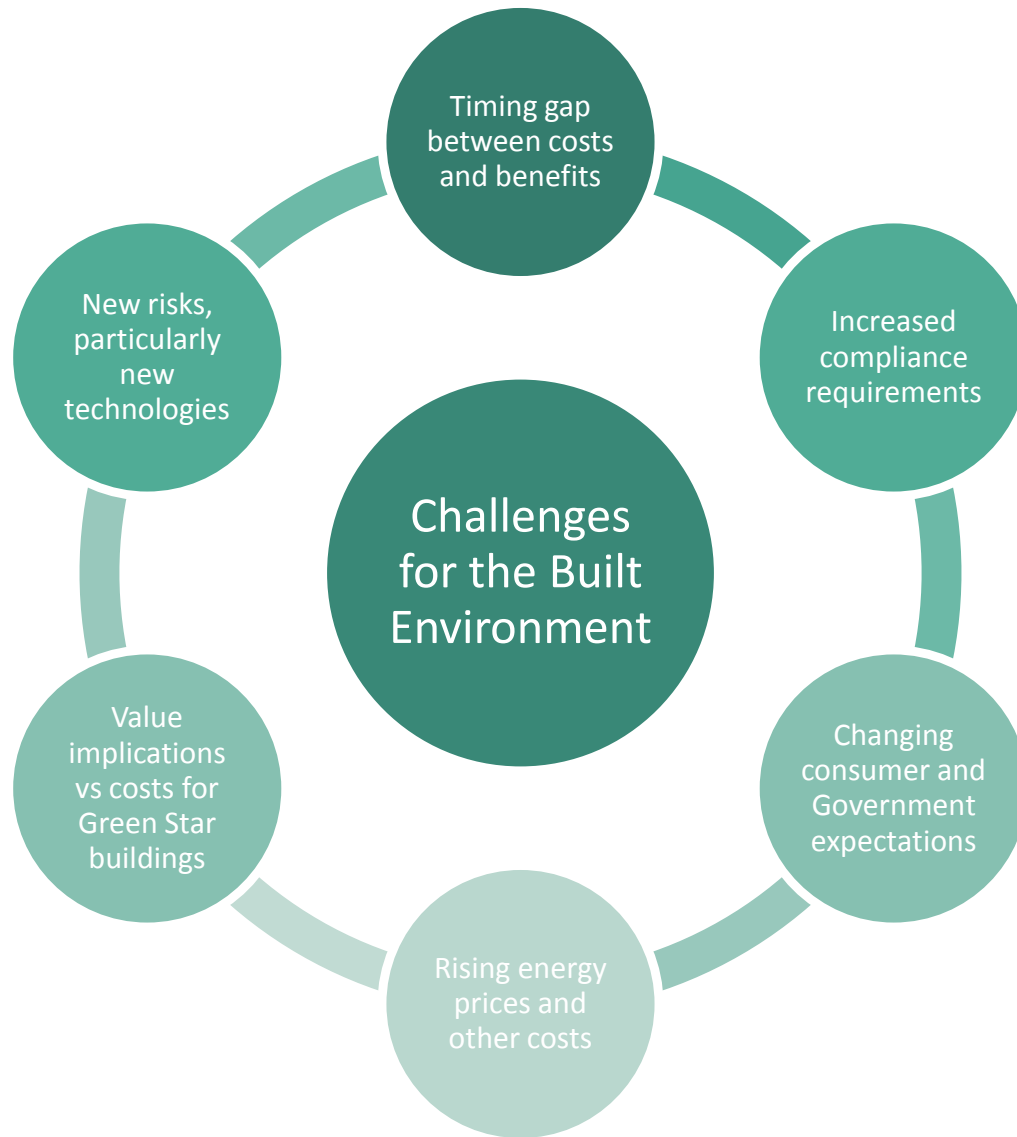 Timing gap
between costs
and benefits
Increased
compliance
requirements
Changing
consumer and
Government
expectations
Rising energy
prices and
other costs
Value
implications
vs costs for
Green Star
buildings
New risks,
particularly
new
technologies
Challenges
for the Built
Environment